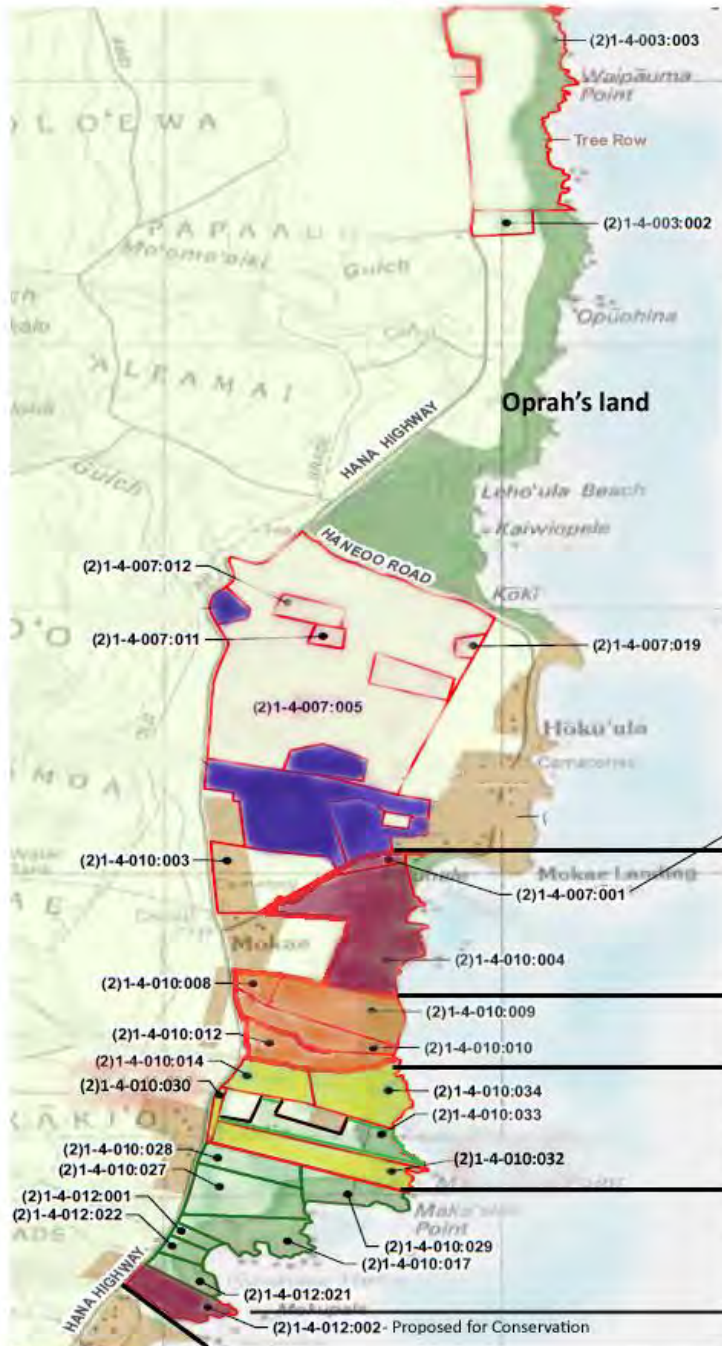 (2)1-4-003:003
Waipāuma
Point
Tree Row
(2)1-4-003:002
Mo'omo'aiki
Gulch
'Ōpūohina
'ALEAMAI
Oprah's land
HANA HIGHWAY
Gulch
Leho'ula Beach
Kaiwiopele
HANEOO ROAD
(2)1-4-007:012
Kōkī
(2)1-4-007:011
(2)1-4-007:019
(2)1-4-007:005
Hōkū'ula
(2)1-4-010:003
Mokae Landing
(2)1-4-007:001
Mokae
(2)1-4-010:004
(2)1-4-010:008
(2)1-4-010:009
(2)1-4-010:012
(2)1-4-010:010
(2)1-4-010:014
(2)1-4-010:030
(2)1-4-010:034
(2)1-4-010:033
(2)1-4-010:028
(2)1-4-010:032
(2)1-4-010:027
Point
(2)1-4-012:001
(2)1-4-012:022
Point
(2)1-4-010:029
(2)1-4-010:017
(2)1-4-012:021
HANA HIGHWAY
(2)1-4-012:002 - Proposed for Conservation